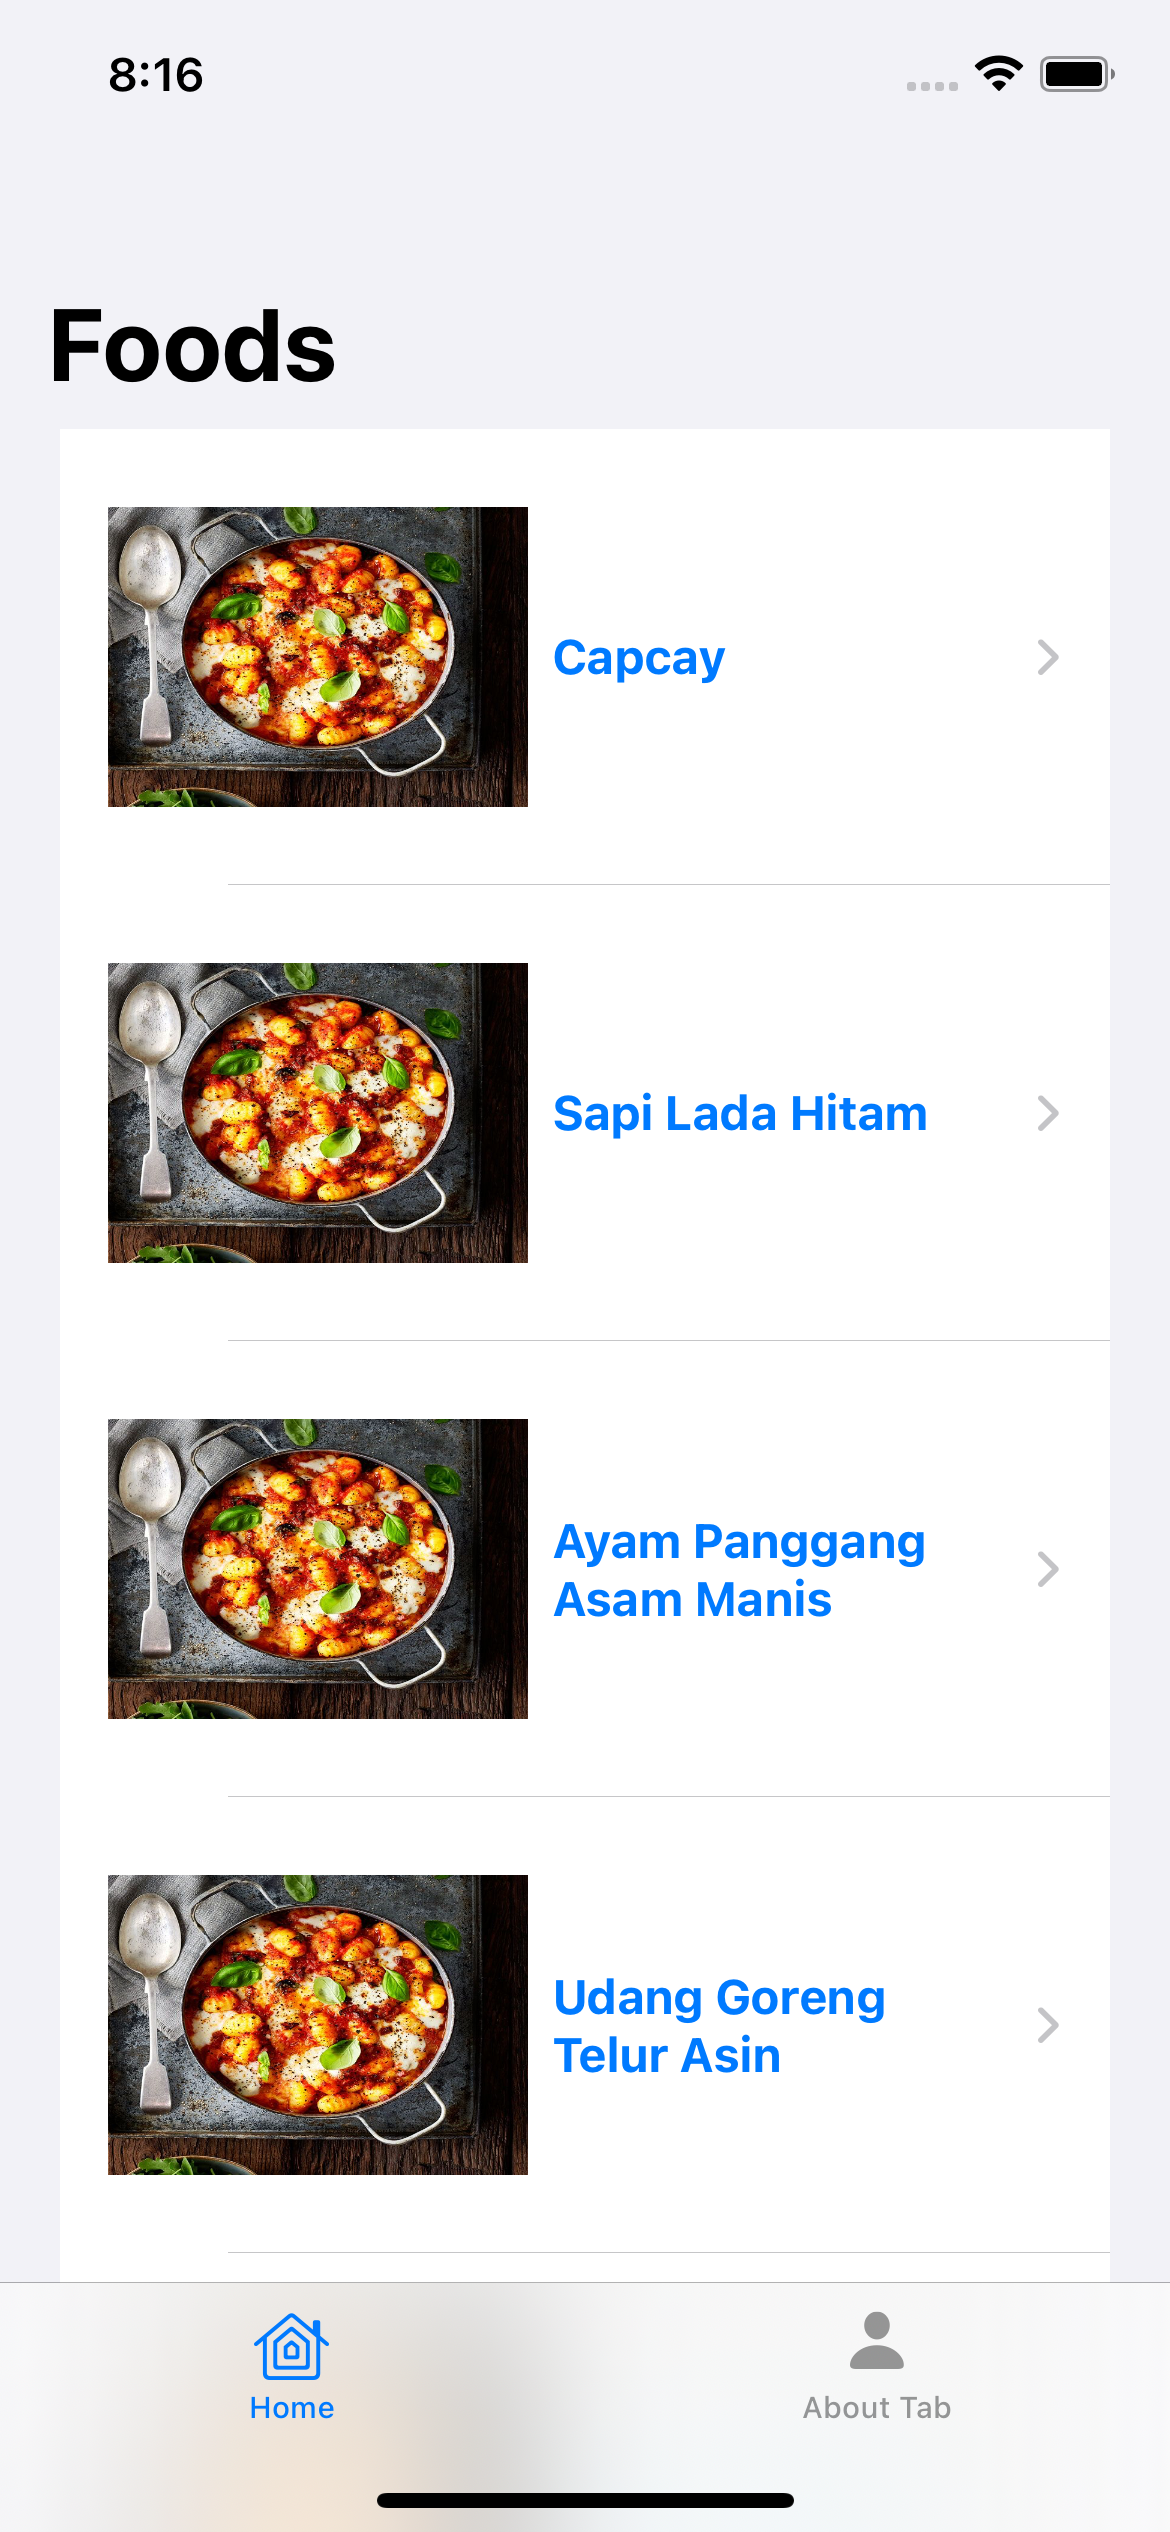 8:16
Foods
Capcay
Sapi Lada Hitam
Ayam Panggang
Asam Manis
Udang Goreng
Telur Asin
Home
About Tab